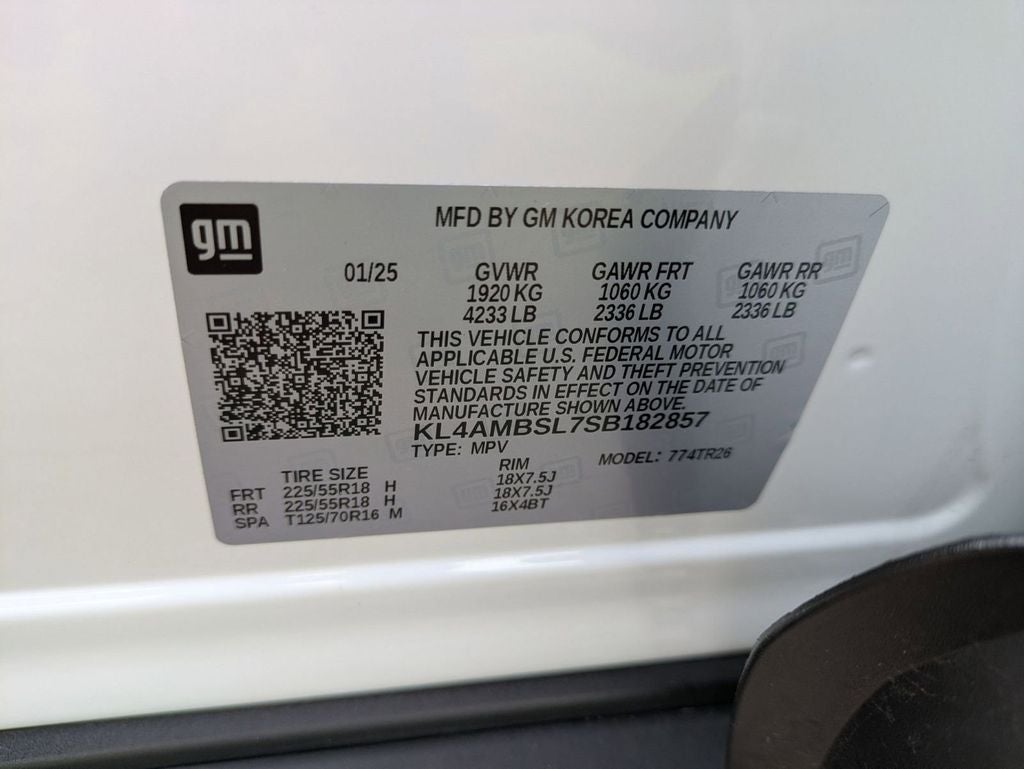 gm
MFD BY GM KOREA COMPANY
01/25 GVWR GAWR FRT GAWR RR
1920 KG 1060 KG 1060 KG
4233 LB 2336 LB 2336 LB
THIS VEHICLE CONFORMS TO ALL
APPLICABLE U.S. FEDERAL MOTOR
VEHICLE SAFETY AND THEFT PREVENTION
STANDARDS IN EFFECT ON THE DATE OF
MANUFACTURE SHOWN ABOVE.
KL4AMBSL7SB182857
TYPE: MPV MODEL: 774TR26
TIRE SIZE RIM
FRT 225/55R18 H 18X7.5J
RR 225/55R18 H 18X7.5J
SPA T125/70R16 M 16X4BT